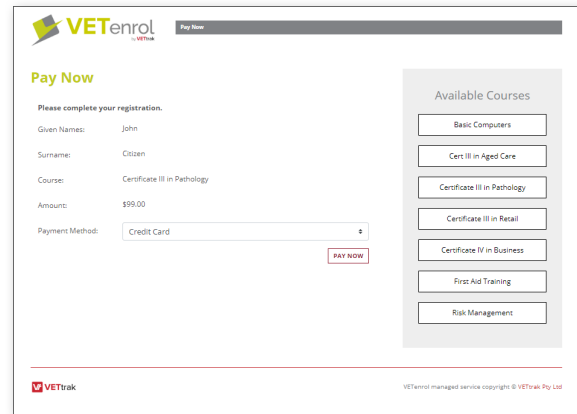 VETenrol
by VETtrak
Pay Now
Pay Now
Please complete your registration.
Given Names: John
Surname: Citizen
Course: Certificate III in Pathology
Amount: $99.00
Payment Method: Credit Card
PAY NOW
Available Courses
Basic Computers
Cert III in Aged Care
Certificate III in Pathology
Certificate III in Retail
Certificate IV in Business
First Aid Training
Risk Management
VETtrak
VETenrol managed service copyright © VETtrak Pty Ltd